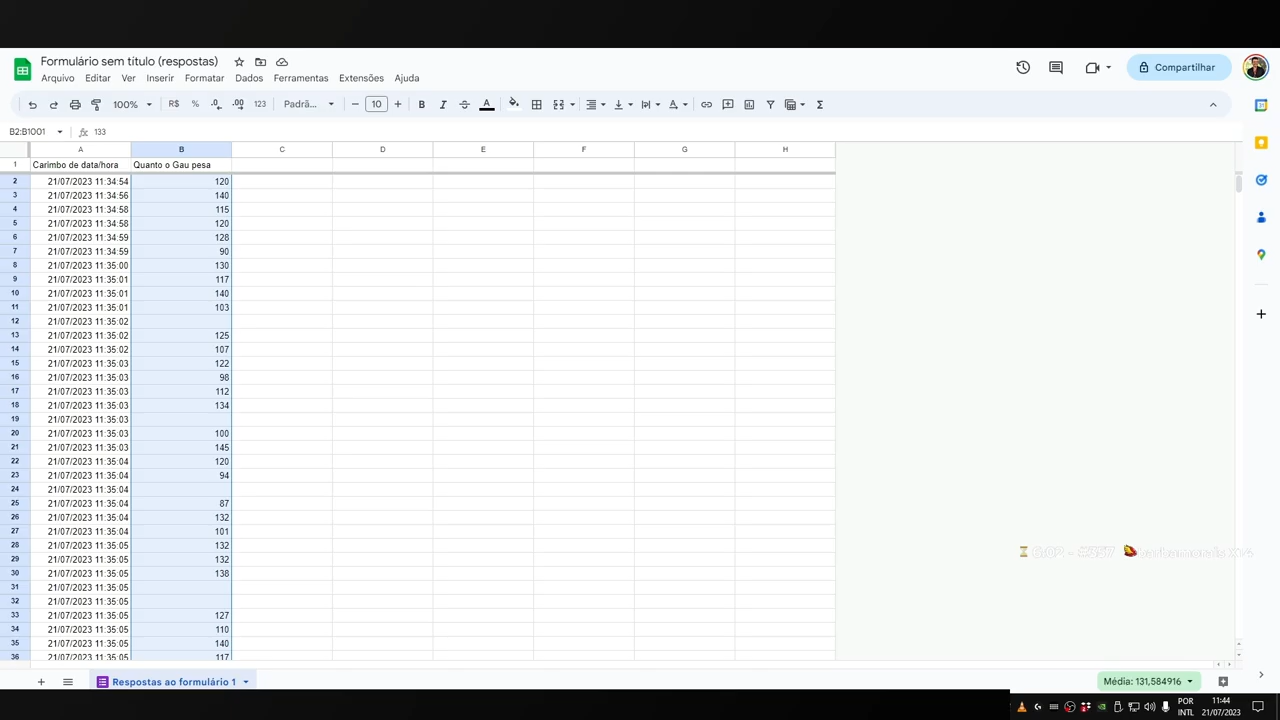 Formulário sem título (respostas)
Arquivo Editar Ver Inserir Formatar Dados Ferramentas Extensões Ajuda
Compartilhar
100% R$ % .0 .00 123 Padrã... 10 B I S A Σ
B2:B1001 fx 133
A B C D E F G H
1 Carimbo de data/hora Quanto o Gau pesa
2 21/07/2023 11:34:54 120
3 21/07/2023 11:34:56 140
4 21/07/2023 11:34:58 115
5 21/07/2023 11:34:58 120
6 21/07/2023 11:34:59 128
7 21/07/2023 11:34:59 90
8 21/07/2023 11:35:00 130
9 21/07/2023 11:35:01 117
10 21/07/2023 11:35:01 140
11 21/07/2023 11:35:01 103
12 21/07/2023 11:35:02
13 21/07/2023 11:35:02 125
14 21/07/2023 11:35:02 107
15 21/07/2023 11:35:03 122
16 21/07/2023 11:35:03 98
17 21/07/2023 11:35:03 112
18 21/07/2023 11:35:03 134
19 21/07/2023 11:35:03
20 21/07/2023 11:35:03 100
21 21/07/2023 11:35:03 145
22 21/07/2023 11:35:04 120
23 21/07/2023 11:35:04 94
24 21/07/2023 11:35:04
25 21/07/2023 11:35:04 87
26 21/07/2023 11:35:04 132
27 21/07/2023 11:35:04 101
28 21/07/2023 11:35:05 132
29 21/07/2023 11:35:05 132
30 21/07/2023 11:35:05 138
31 21/07/2023 11:35:05
32 21/07/2023 11:35:05
33 21/07/2023 11:35:05 127
34 21/07/2023 11:35:05 110
35 21/07/2023 11:35:05 140
36 21/07/2023 11:35:05 117
Respostas ao formulário 1
Média: 131,584916
POR 11:44
INTL 21/07/2023